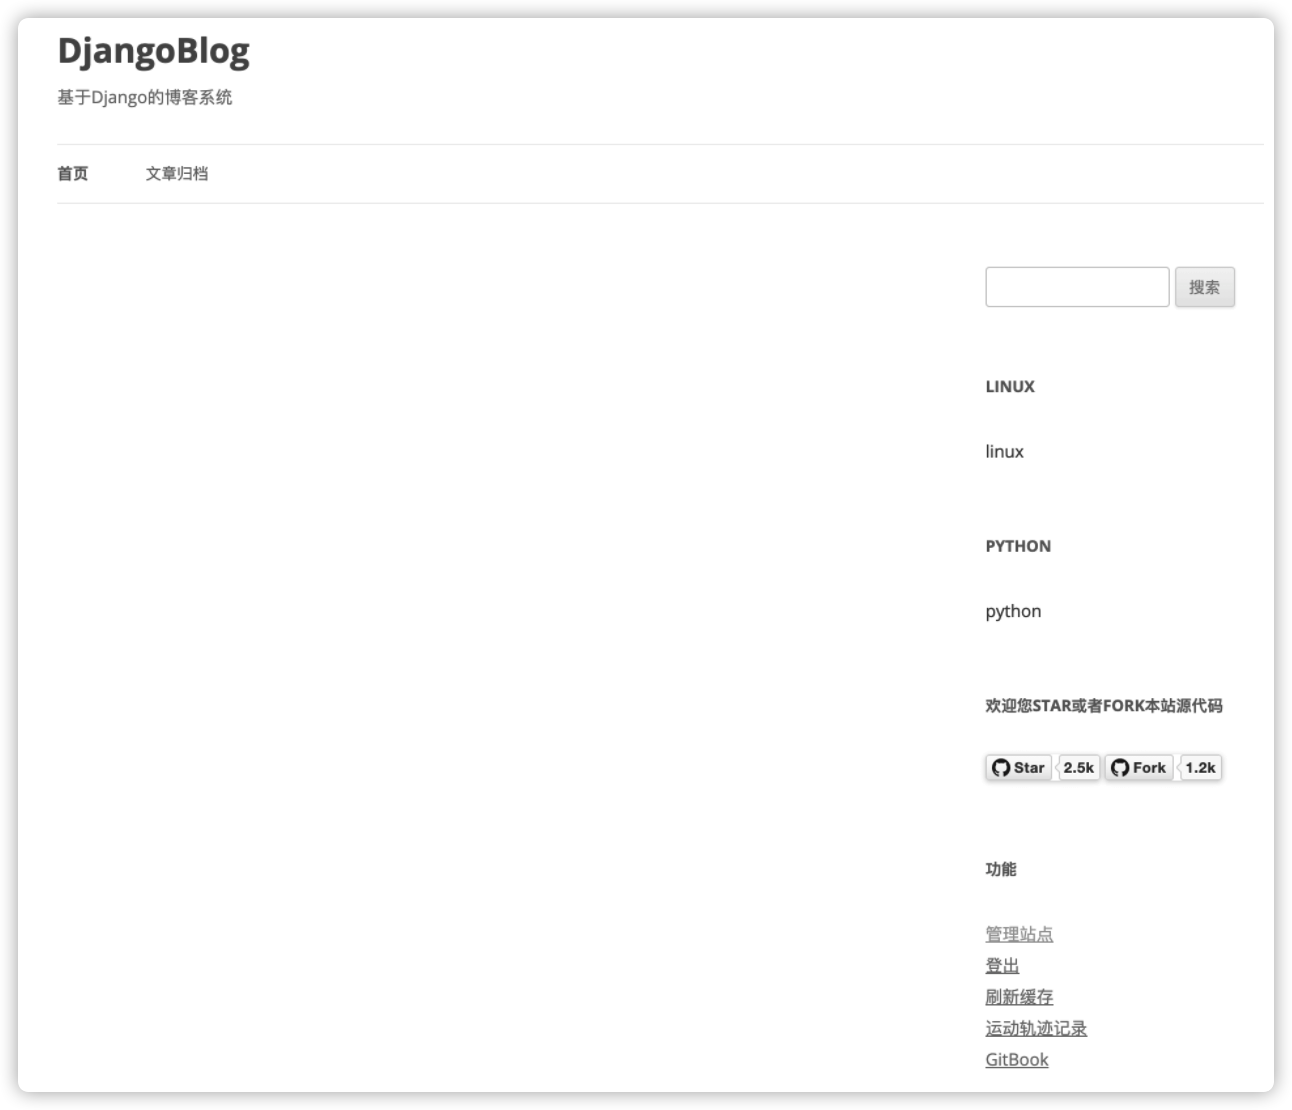 DjangoBlog
基于Django的博客系统
首页 文章归档
搜索
LINUX
linux
PYTHON
python
欢迎您STAR或者FORK本站源代码
Star 2.5k Fork 1.2k
功能
管理站点
登出
刷新缓存
运动轨迹记录
GitBook